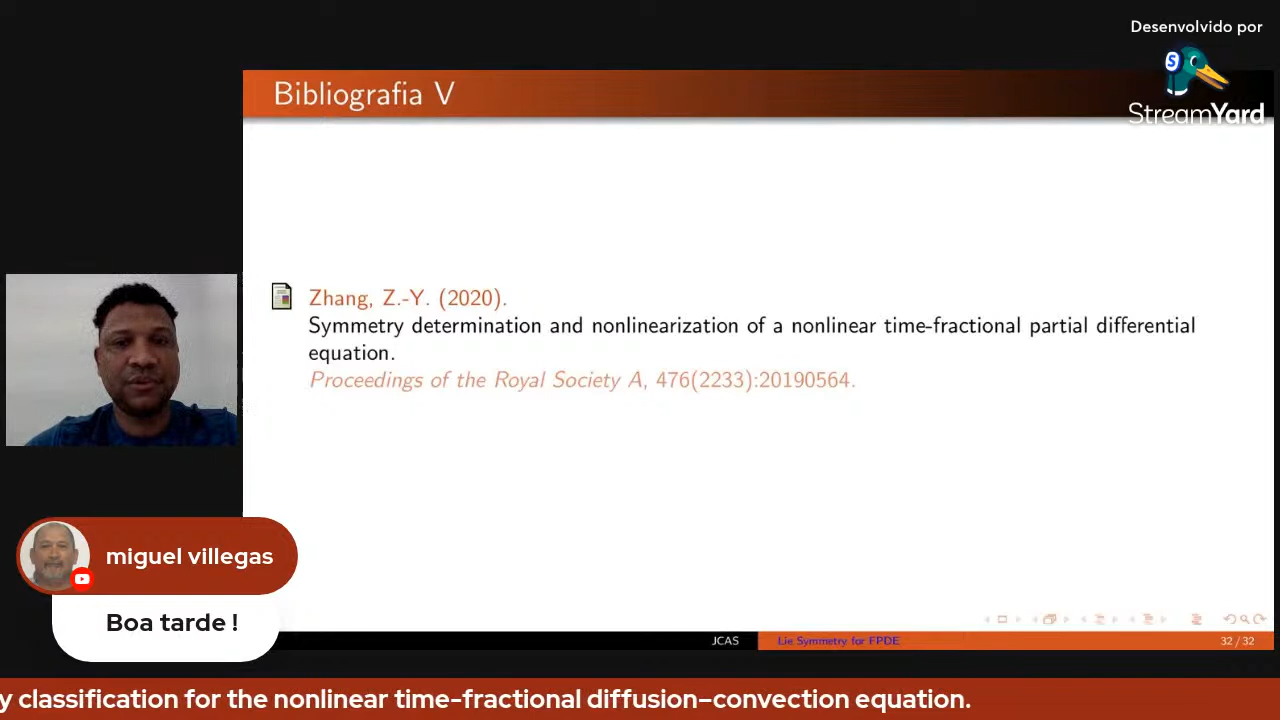 Desenvolvido por
StreamYard
Bibliografia V
Zhang, Z.-Y. (2020).
Symmetry determination and nonlinearization of a nonlinear time-fractional partial differential
equation.
Proceedings of the Royal Society A, 476(2233):20190564.
miguel villegas
Boa tarde !
JCAS
Lie Symmetry for FPDE
32 / 32
y classification for the nonlinear time-fractional diffusion–convection equation.